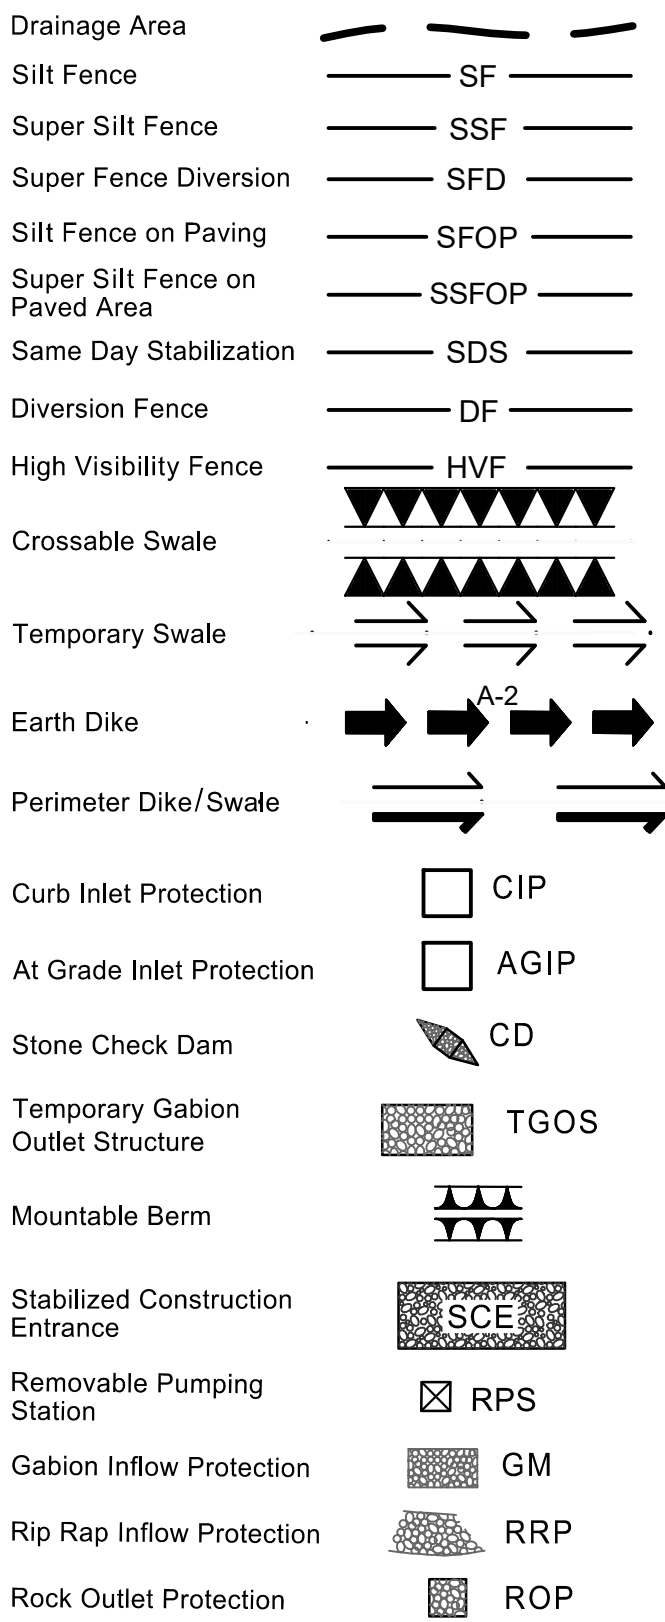 Drainage Area
Silt Fence SF
Super Silt Fence SSF
Super Fence Diversion SFD
Silt Fence on Paving SFOP
Super Silt Fence on
Paved Area SSFOP
Same Day Stabilization SDS
Diversion Fence DF
High Visibility Fence HVF
Crossable Swale
Temporary Swale
A-2
Earth Dike
Perimeter Dike/Swale
Curb Inlet Protection CIP
At Grade Inlet Protection AGIP
Stone Check Dam CD
Temporary Gabion
Outlet Structure TGOS
Mountable Berm
Stabilized Construction
Entrance SCE
Removable Pumping
Station RPS
Gabion Inflow Protection GM
Rip Rap Inflow Protection RRP
Rock Outlet Protection ROP